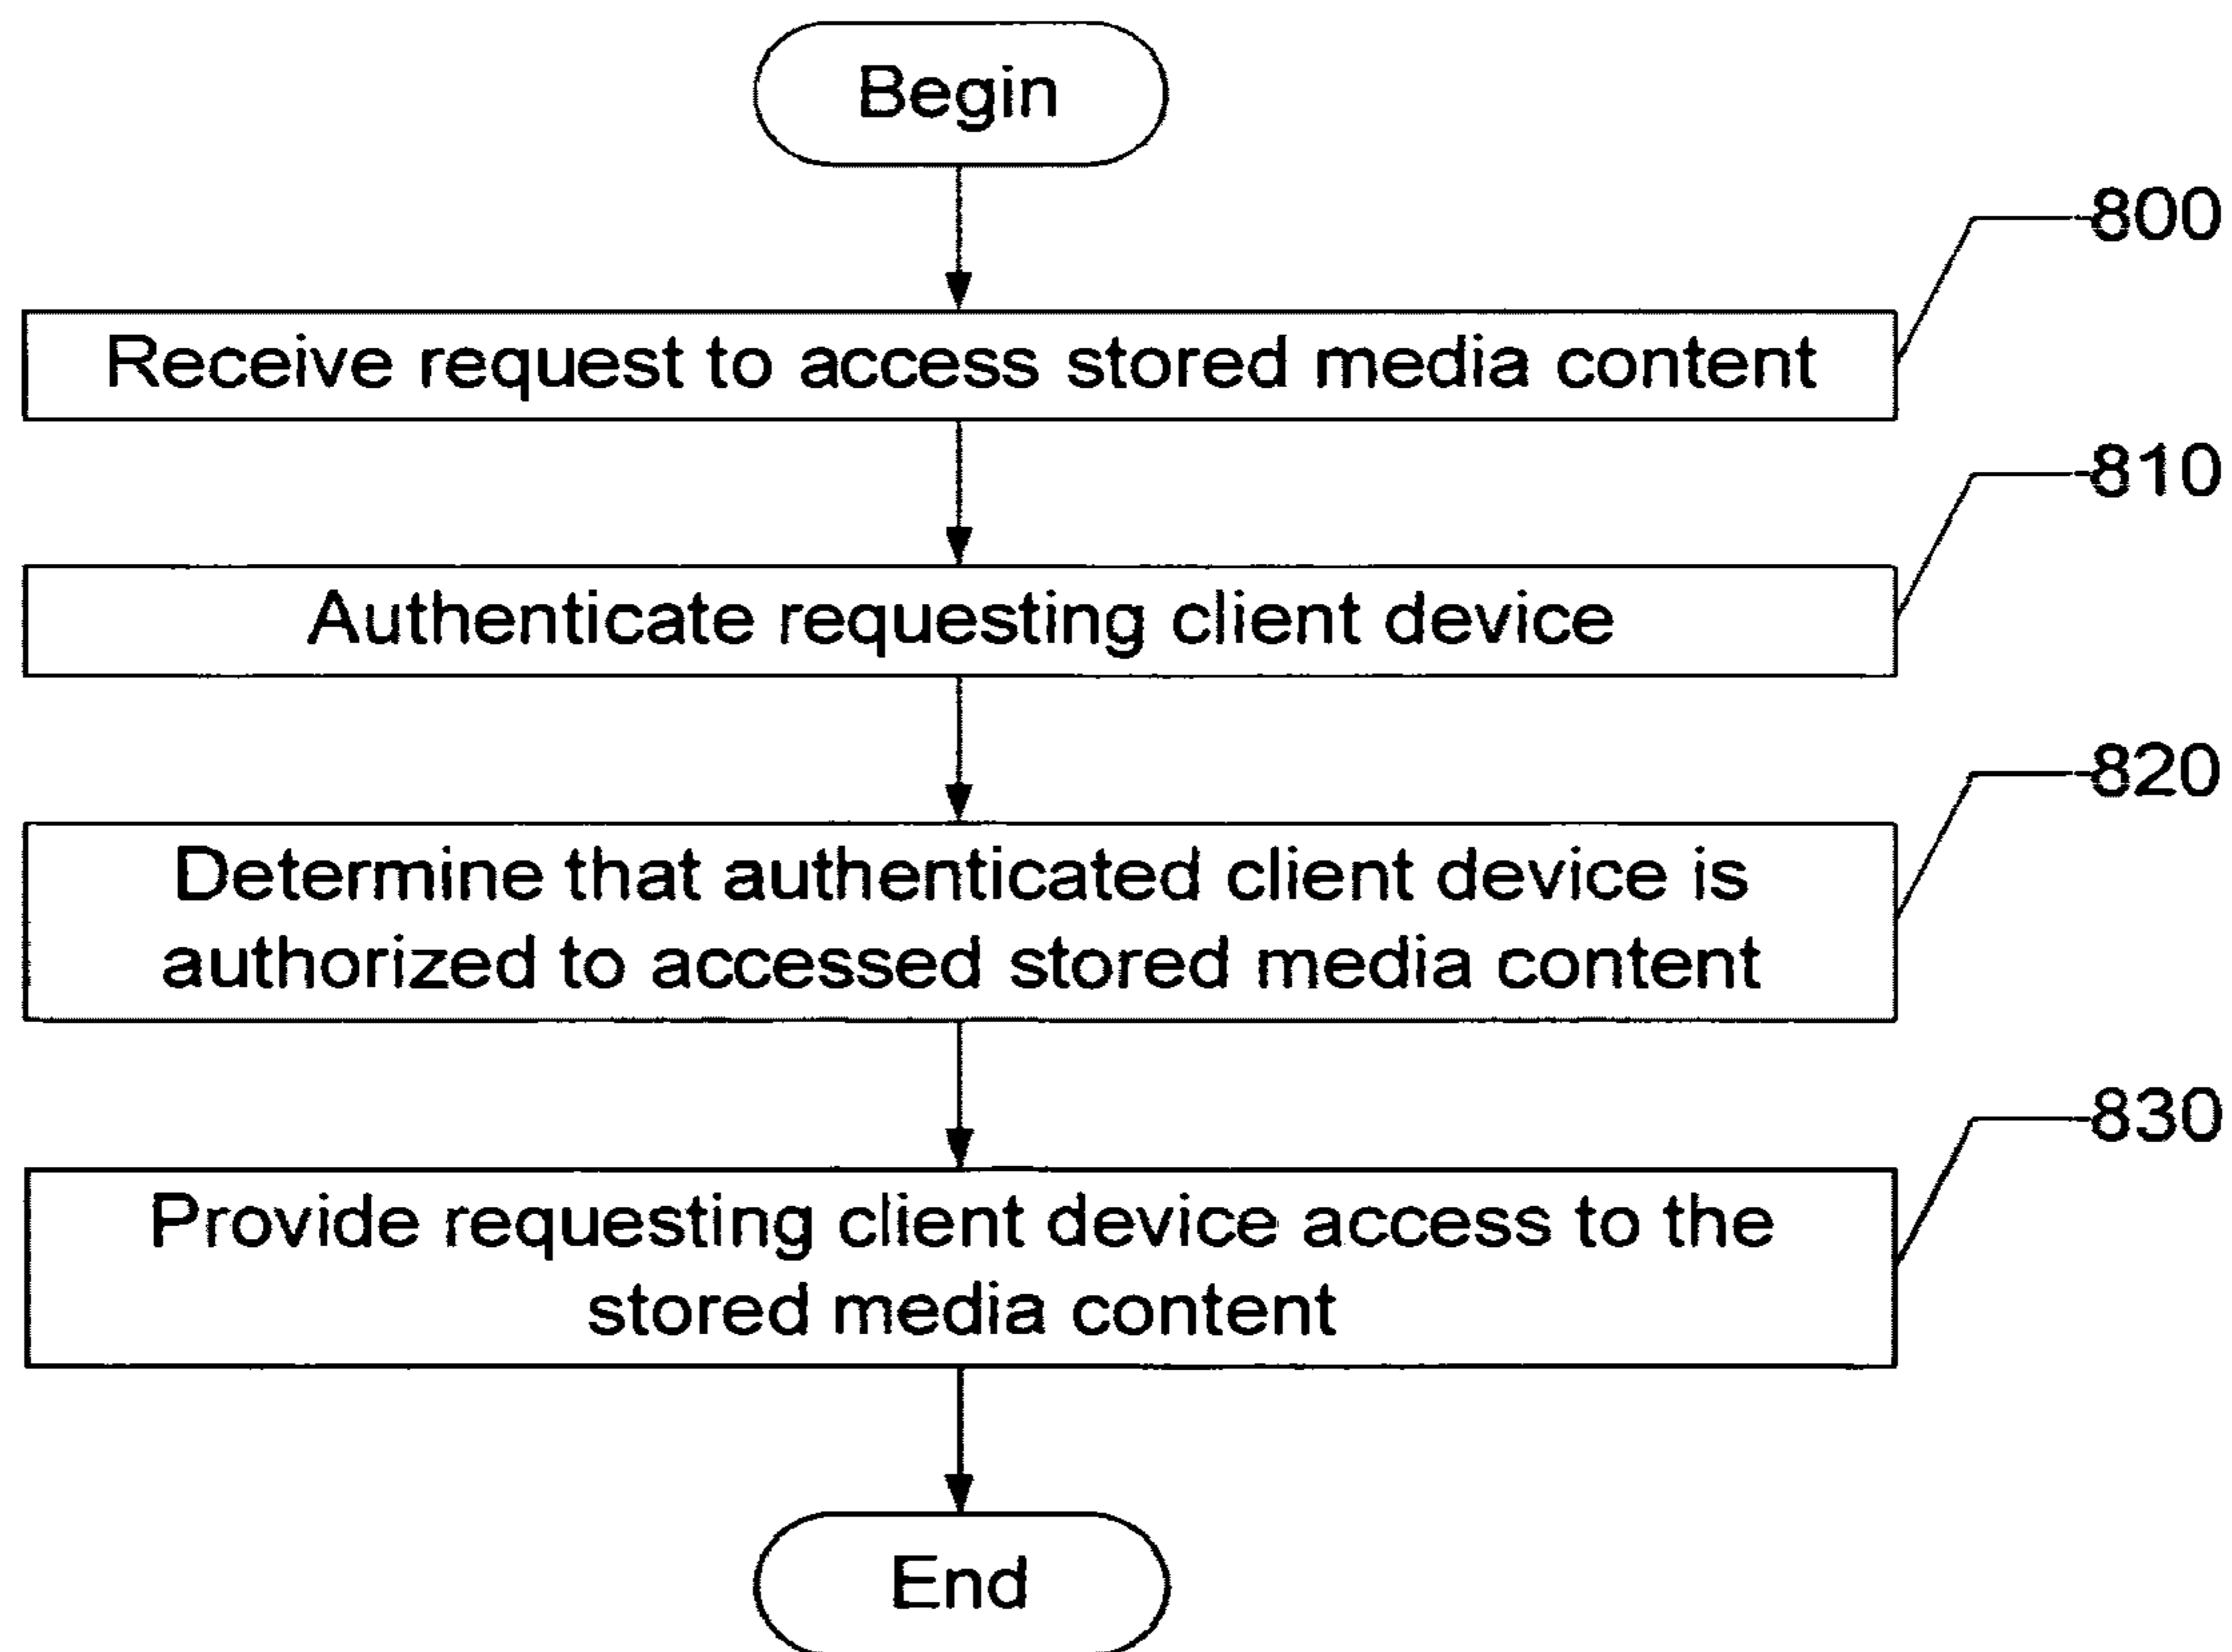 Begin
800
Receive request to access stored media content
810
Authenticate requesting client device
820
Determine that authenticated client device is
authorized to accessed stored media content
830
Provide requesting client device access to the
stored media content
End